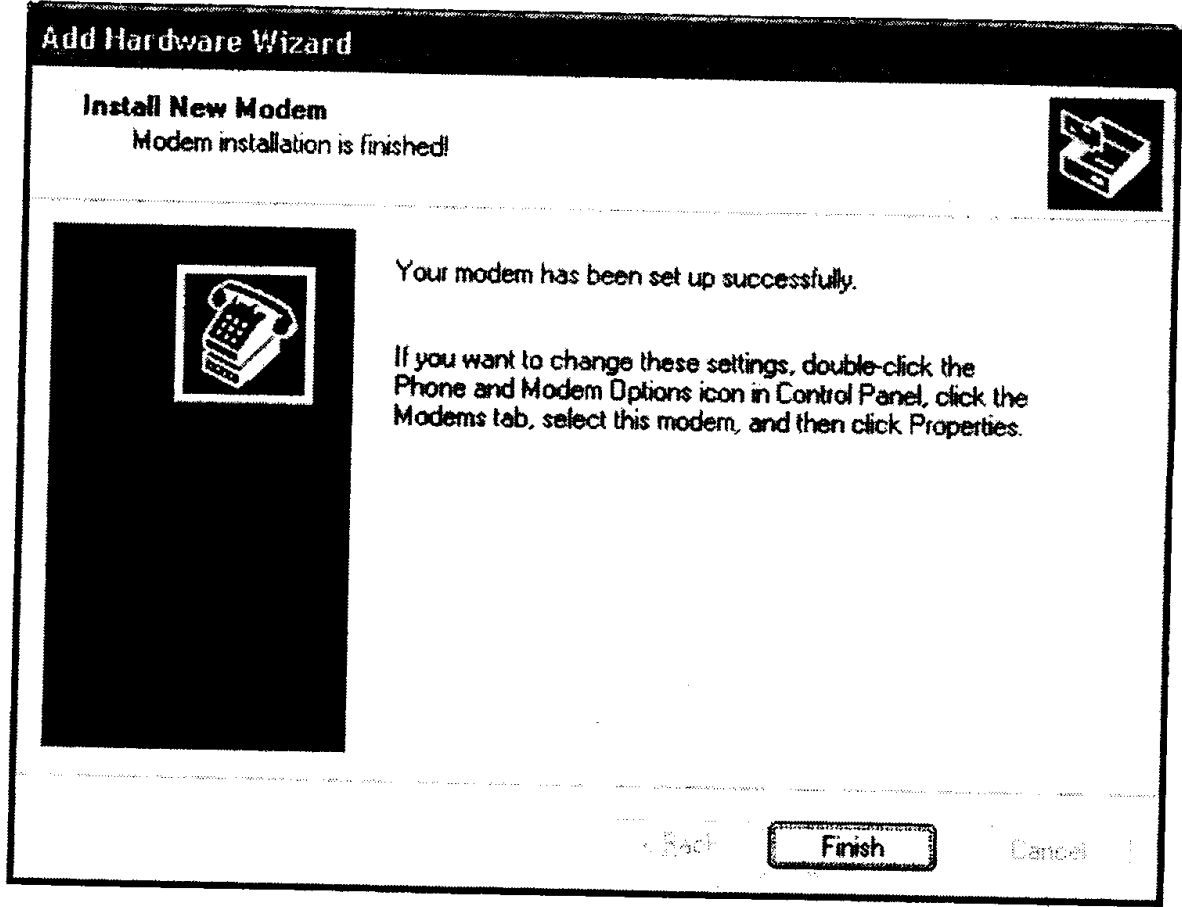 Add Hardware Wizard
Install New Modem
Modem installation is finished!
Your modem has been set up successfully.
If you want to change these settings, double-click the
Phone and Modem Options icon in Control Panel, click the
Modems tab, select this modem, and then click Properties.
< Back
Finish
Cancel